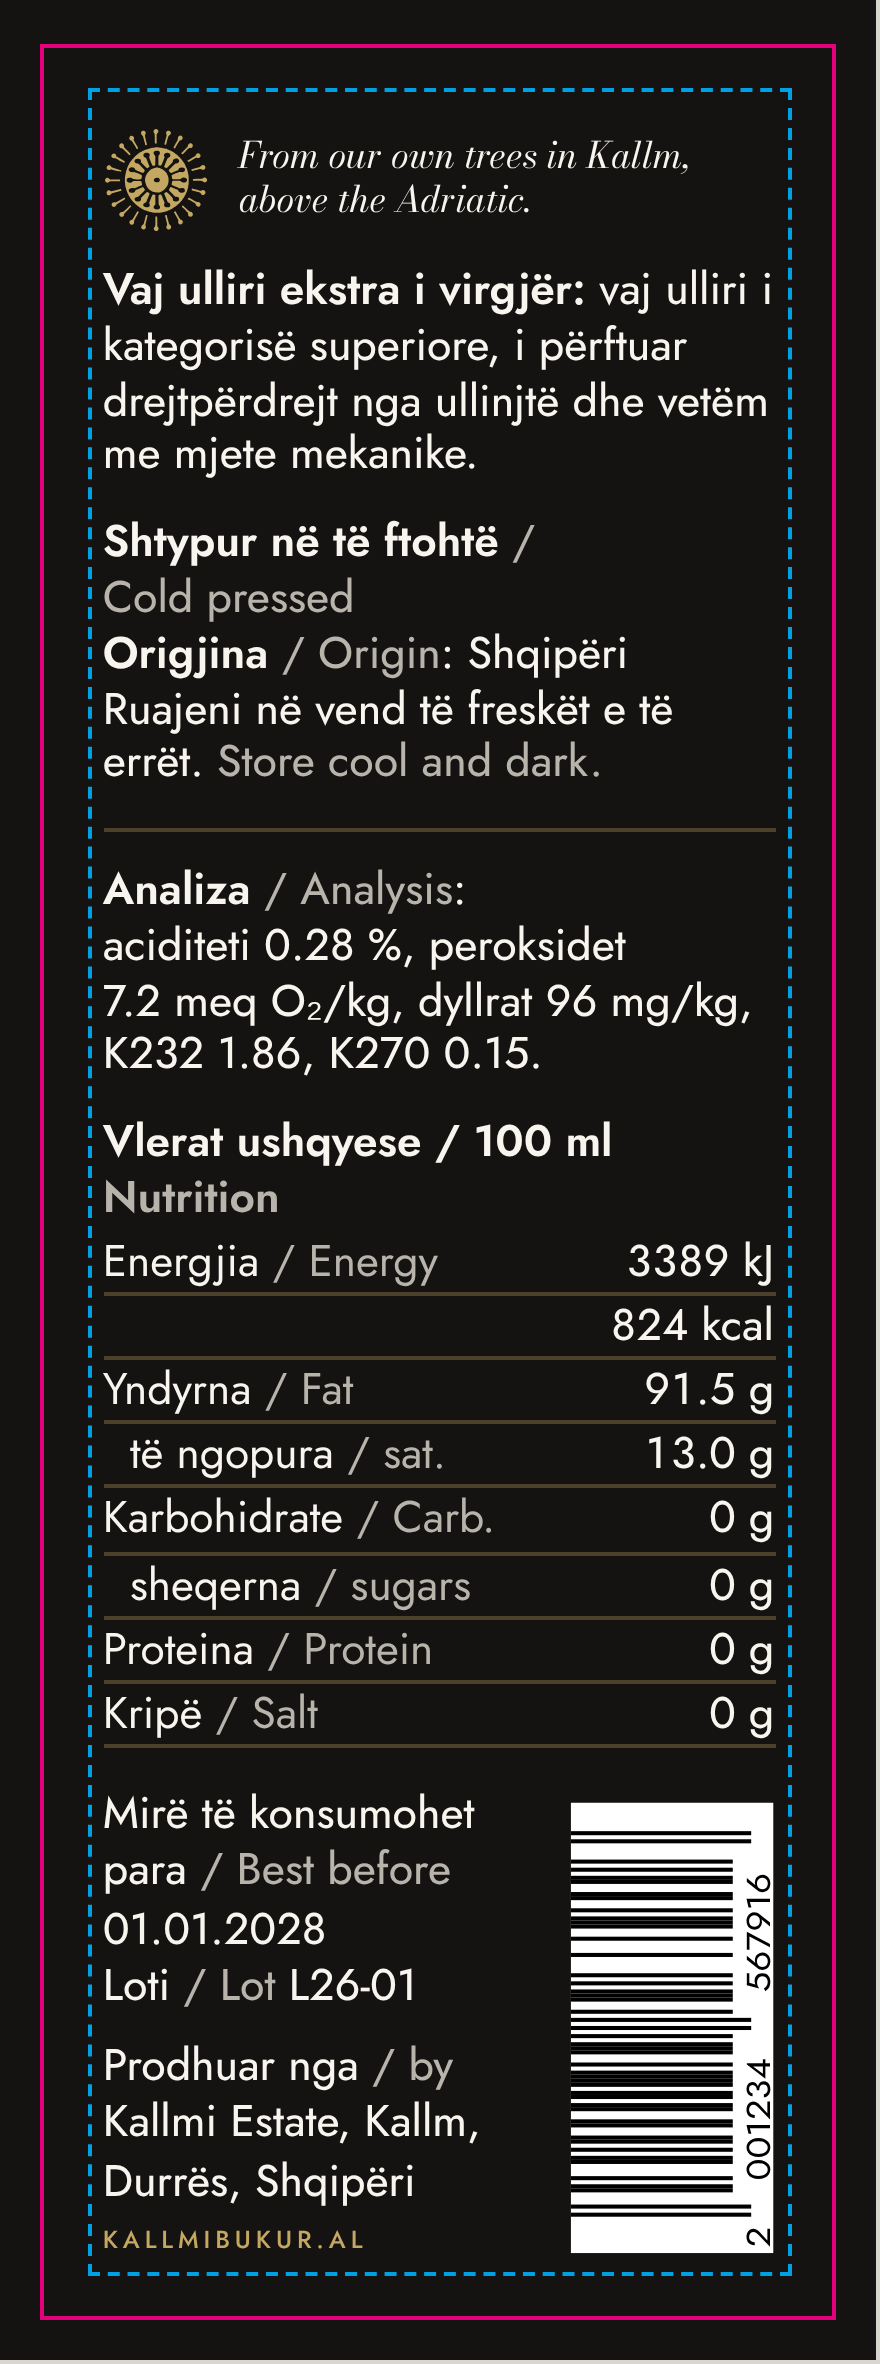 From our own trees in Kallm,
above the Adriatic.
Vaj ulliri ekstra i virgjër: vaj ulliri i
kategorisë superiore, i përftuar
drejtpërdrejt nga ullinjtë dhe vetëm
me mjete mekanike.
Shtypur në të ftohtë /
Cold pressed
Origjina / Origin: Shqipëri
Ruajeni në vend të freskët e të
errët. Store cool and dark.
Analiza / Analysis:
aciditeti 0.28 %, peroksidet
7.2 meq O₂/kg, dyllrat 96 mg/kg,
K232 1.86, K270 0.15.
Vlerat ushqyese / 100 ml
Nutrition
Energjia / Energy 3389 kJ
824 kcal
Yndyrna / Fat 91.5 g
të ngopura / sat. 13.0 g
Karbohidrate / Carb. 0 g
sheqerna / sugars 0 g
Proteina / Protein 0 g
Kripë / Salt 0 g
Mirë të konsumohet
para / Best before
01.01.2028
Loti / Lot L26-01
Prodhuar nga / by
Kallmi Estate, Kallm,
Durrës, Shqipëri
KALLMIBUKUR.AL
2 001234 567916